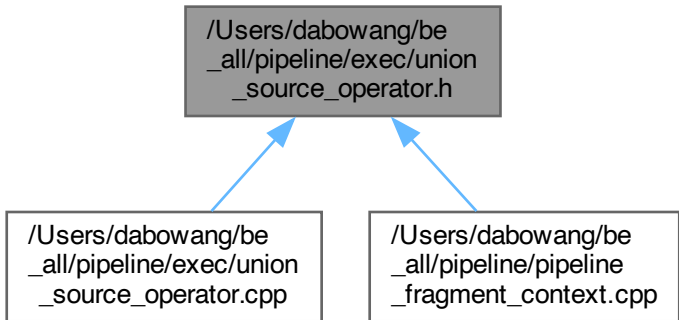 /Users/dabowang/be
_all/pipeline/exec/union
_source_operator.h
/Users/dabowang/be
_all/pipeline/exec/union
_source_operator.cpp
/Users/dabowang/be
_all/pipeline/pipeline
_fragment_context.cpp